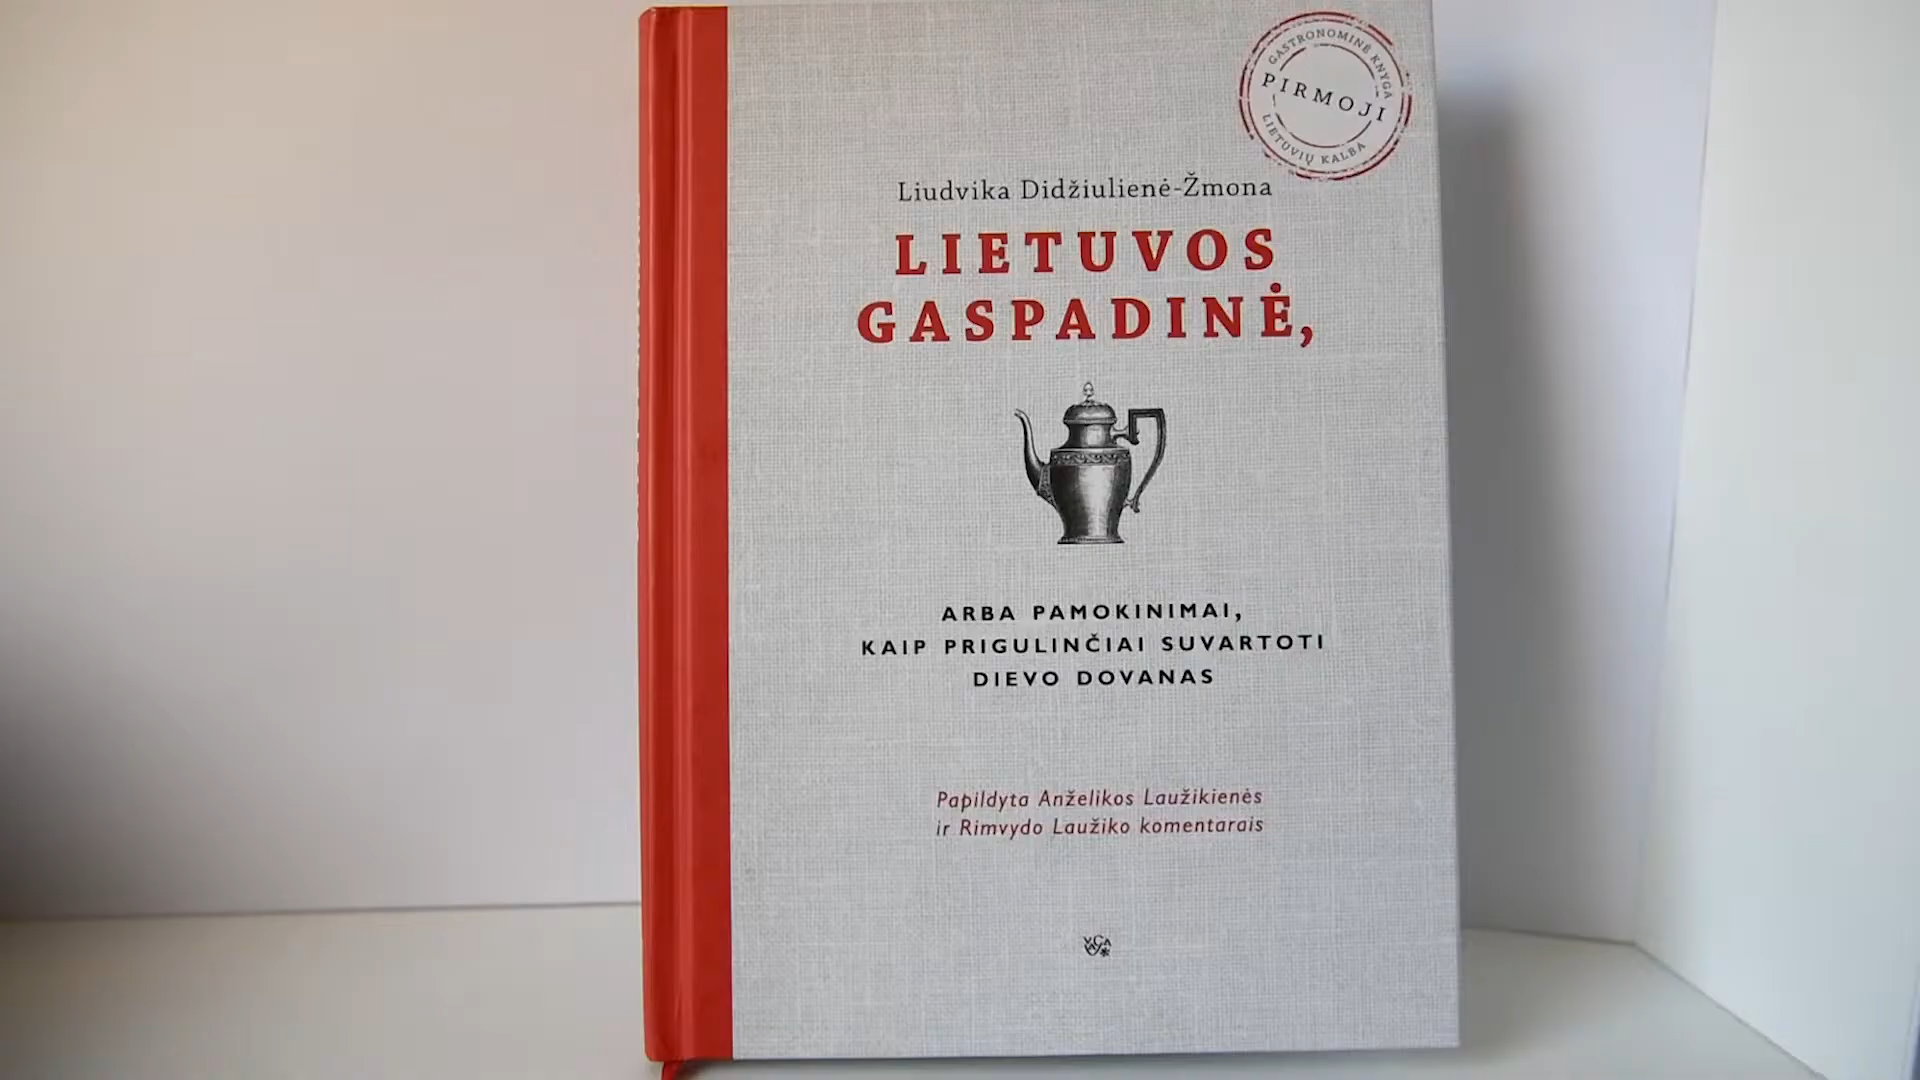 GASTRONOMINĖ KNYGA
PIRMOJI
LIETUVIŲ KALBA
Liudvika Didžiulienė-Žmona
LIETUVOS
GASPADINĖ,
ARBA PAMOKINIMAI,
KAIP PRIGULINČIAI SUVARTOTI
DIEVO DOVANAS
Papildyta Anželikos Laužikienės
ir Rimvydo Laužiko komentarais